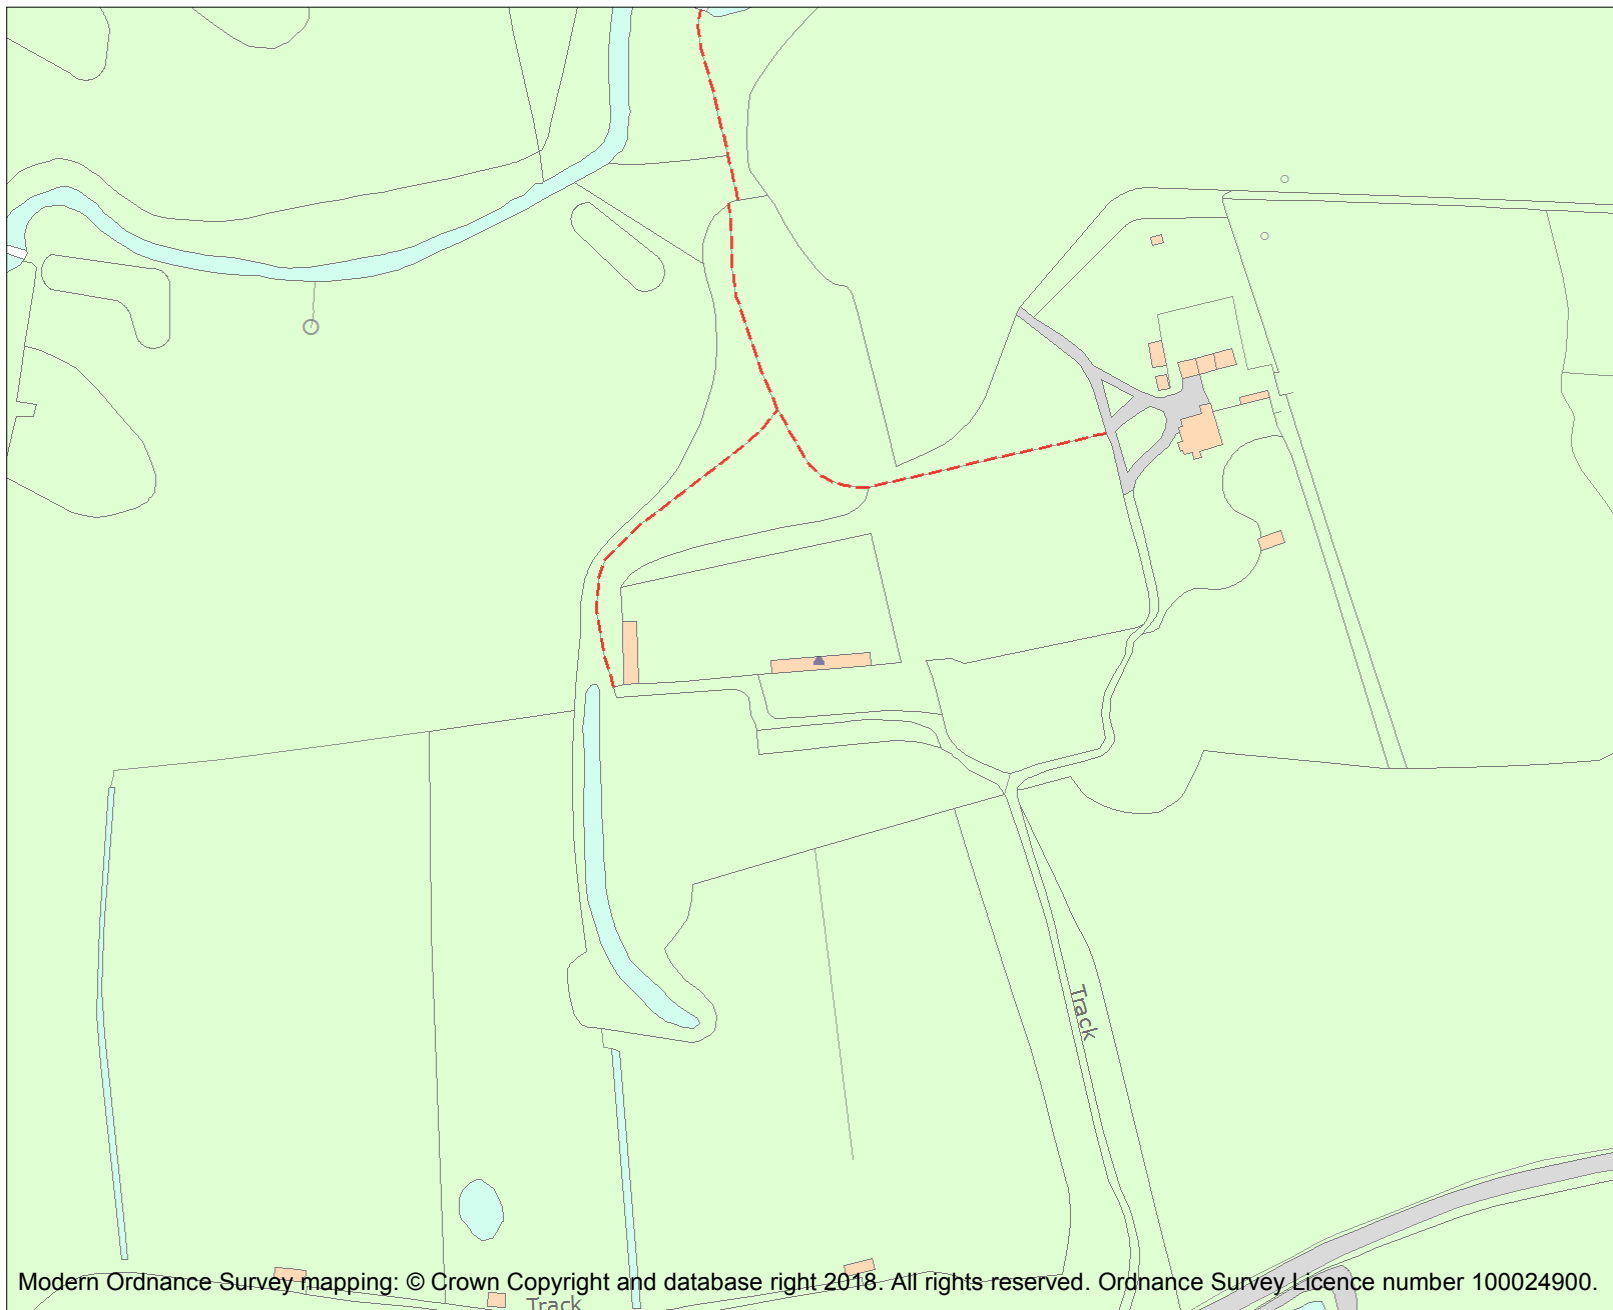 Track
Modern Ordnance Survey mapping: © Crown Copyright and database right 2018. All rights reserved. Ordnance Survey Licence number 100024900.
Track